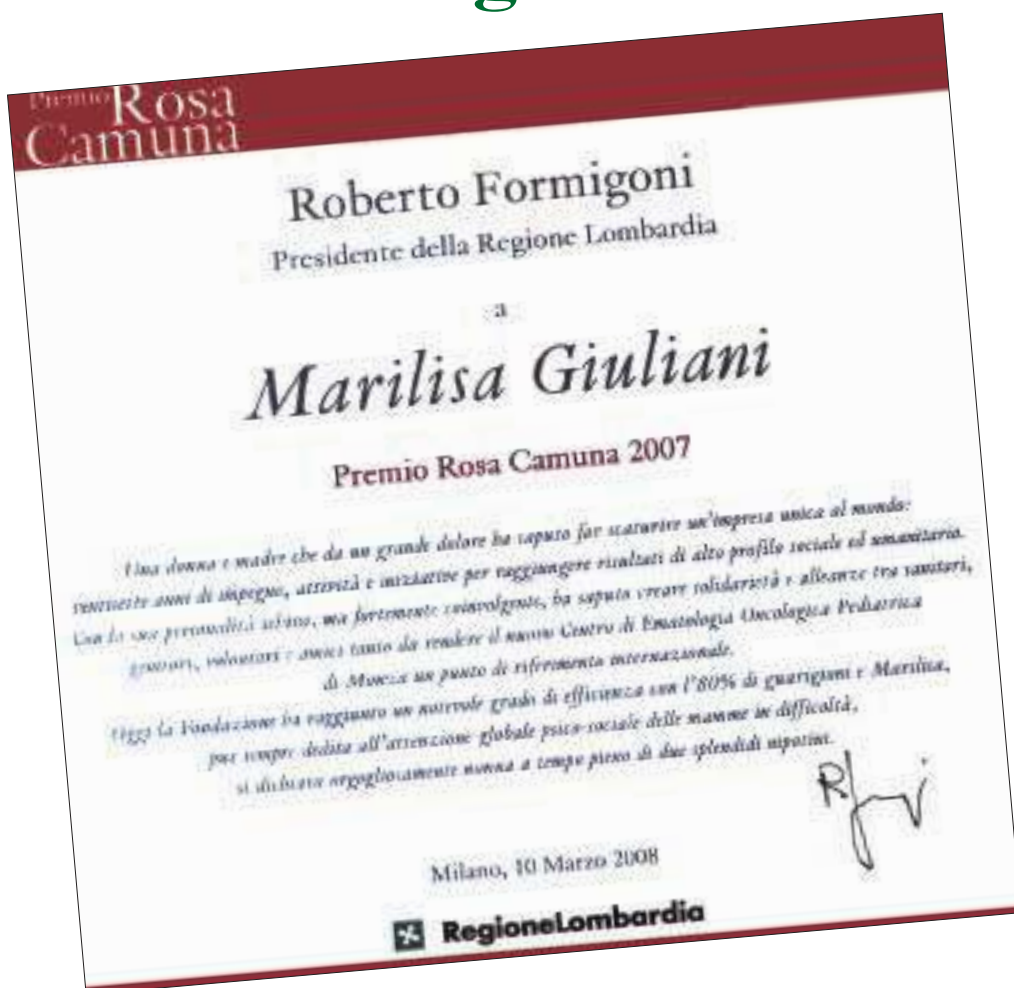 g
Premio Rosa
Camuna
Roberto Formigoni
Presidente della Regione Lombardia
a
Marilisa Giuliani
Premio Rosa Camuna 2007
Una donna e madre che da un grande dolore ha saputo far scaturire un'impresa unica al mondo:
ventisette anni di impegno, attività e iniziative per raggiungere risultati di alto profilo sociale ed umanitario.
Con la sua personalità schiva, ma fortemente coinvolgente, ha saputo creare solidarietà e alleanze tra sanitari,
genitori, volontari e amici tanto da rendere il nuovo Centro di Ematologia Oncologica Pediatrica
di Monza un punto di riferimento internazionale.
Oggi la Fondazione ha raggiunto un notevole grado di efficienza con l'80% di guarigioni e Marilisa,
pur sempre dedita all'attenzione globale psico-sociale delle mamme in difficoltà,
si dichiara orgogliosamente nonna a tempo pieno di due splendidi nipotini.
Milano, 10 Marzo 2008
RegioneLombardia